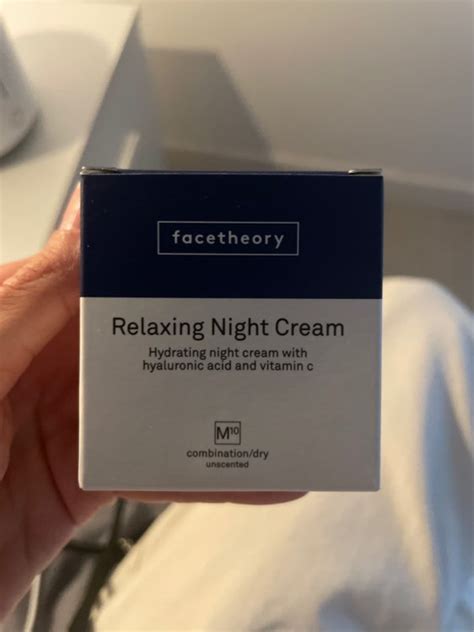 facetheory
Relaxing Night Cream
Hydrating night cream with
hyaluronic acid and vitamin c
M10
combination/dry
unscented